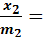 x₂/m₂ =